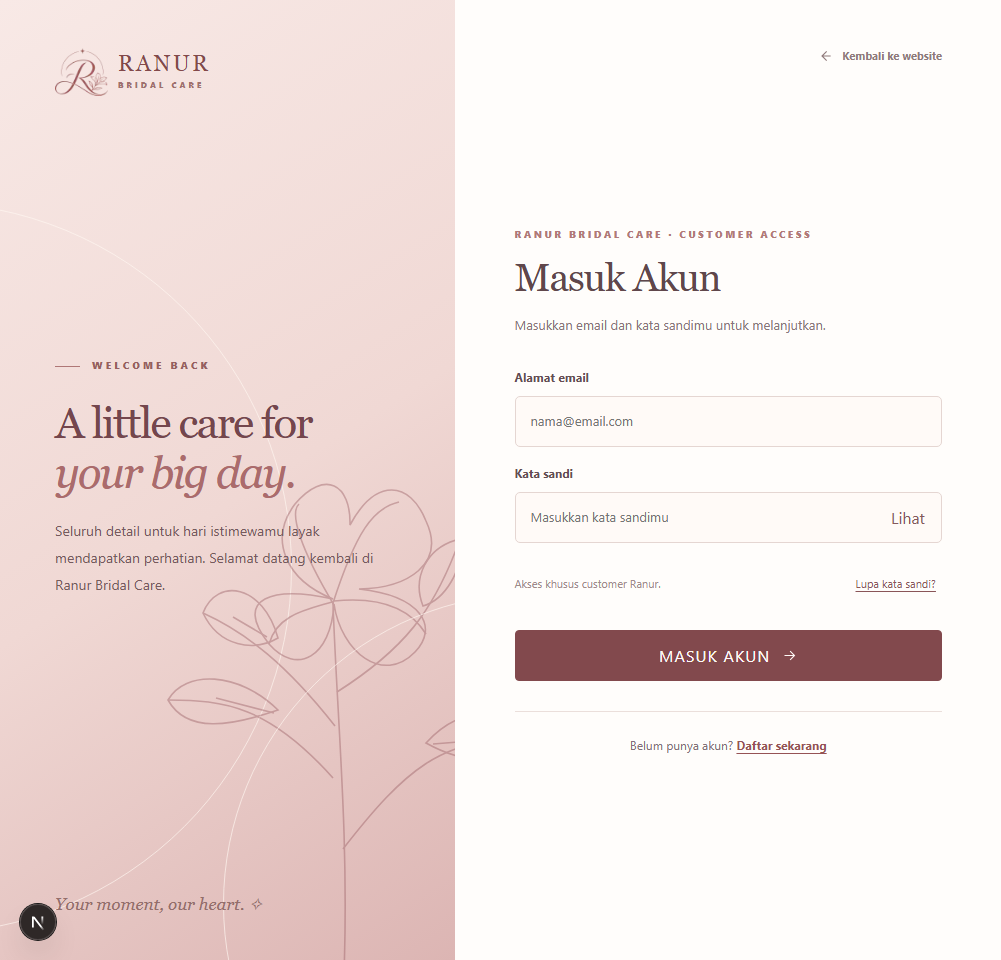 RANUR
BRIDAL CARE
WELCOME BACK
A little care for
your big day.
Seluruh detail untuk hari istimewamu layak
mendapatkan perhatian. Selamat datang kembali di
Ranur Bridal Care.
Your moment, our heart.
N
← Kembali ke website
RANUR BRIDAL CARE · CUSTOMER ACCESS
Masuk Akun
Masukkan email dan kata sandimu untuk melanjutkan.
Alamat email
nama@email.com
Kata sandi
Masukkan kata sandimu Lihat
Akses khusus customer Ranur. Lupa kata sandi?
MASUK AKUN →
Belum punya akun? Daftar sekarang